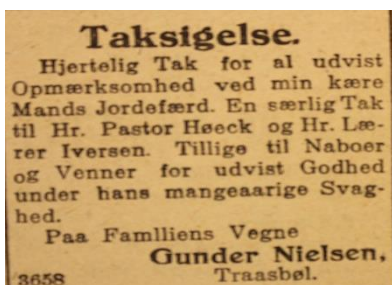 Taksigelse.
Hjertelig Tak for al udvist
Opmærksomhed ved min kære
Mands Jordefærd. En særlig Tak
til Hr. Pastor Høeck og Hr. Læ-
rer Iversen. Tillige til Naboer
og Venner for udvist Godhed
under hans mangeaarige Svag-
hed.
Paa Familiens Vegne
Gunder Nielsen,
3658 Traasbøl.